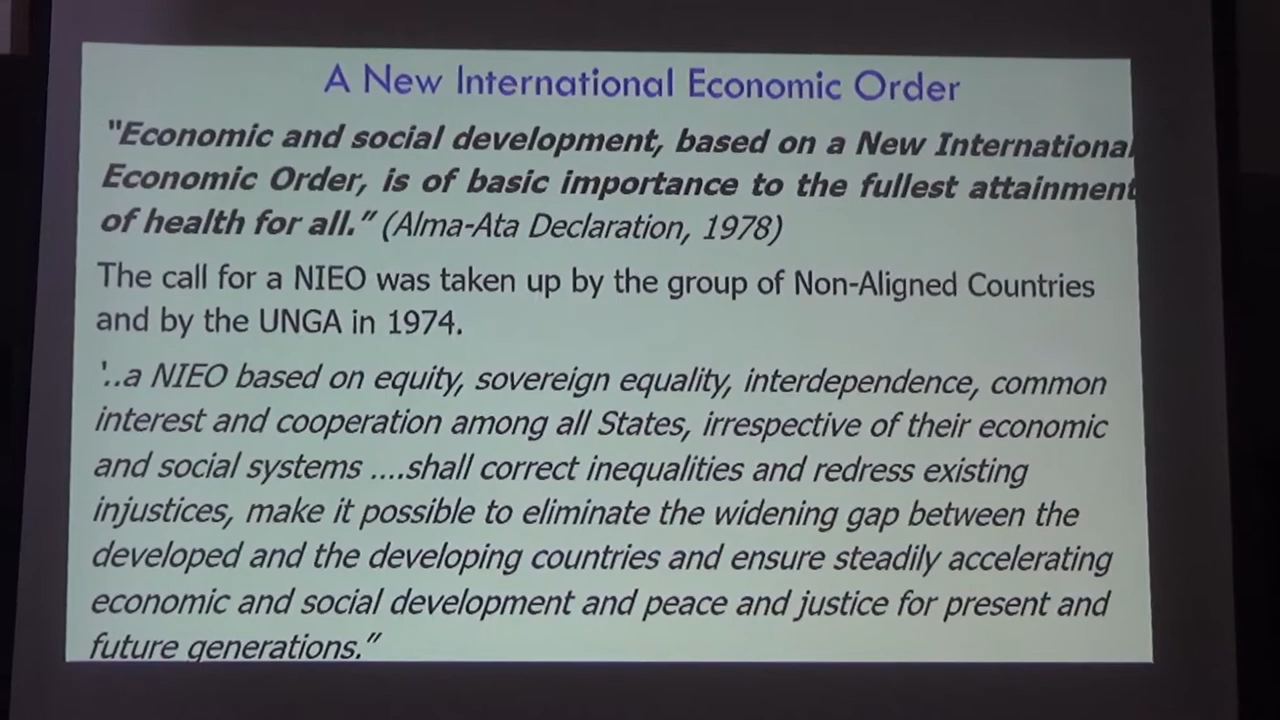 A New International Economic Order
"Economic and social development, based on a New International
Economic Order, is of basic importance to the fullest attainment
of health for all.” (Alma-Ata Declaration, 1978)
The call for a NIEO was taken up by the group of Non-Aligned Countries
and by the UNGA in 1974.
'..a NIEO based on equity, sovereign equality, interdependence, common
interest and cooperation among all States, irrespective of their economic
and social systems ....shall correct inequalities and redress existing
injustices, make it possible to eliminate the widening gap between the
developed and the developing countries and ensure steadily accelerating
economic and social development and peace and justice for present and
future generations.”